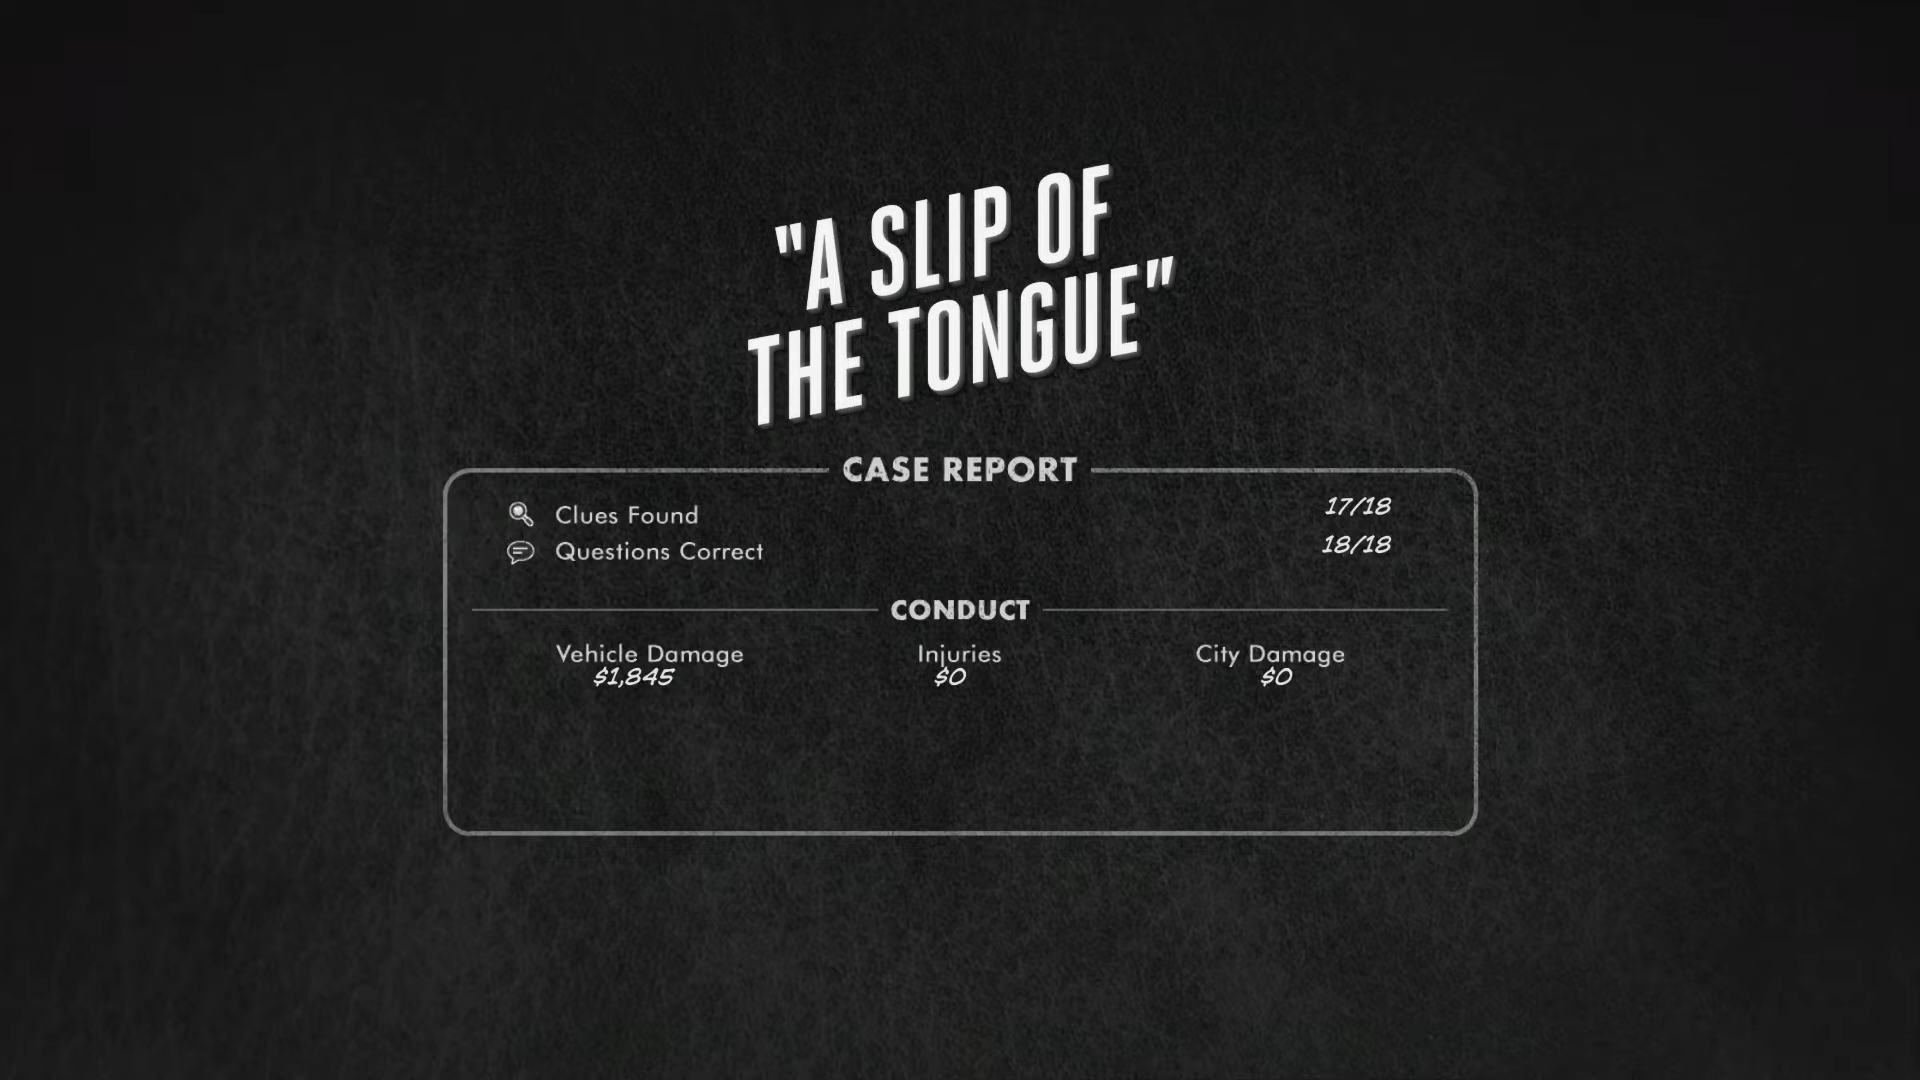 "A SLIP OF
THE TONGUE"
CASE REPORT
Clues Found 17/18
Questions Correct 18/18
CONDUCT
Vehicle Damage Injuries City Damage
$1,845 $0 $0